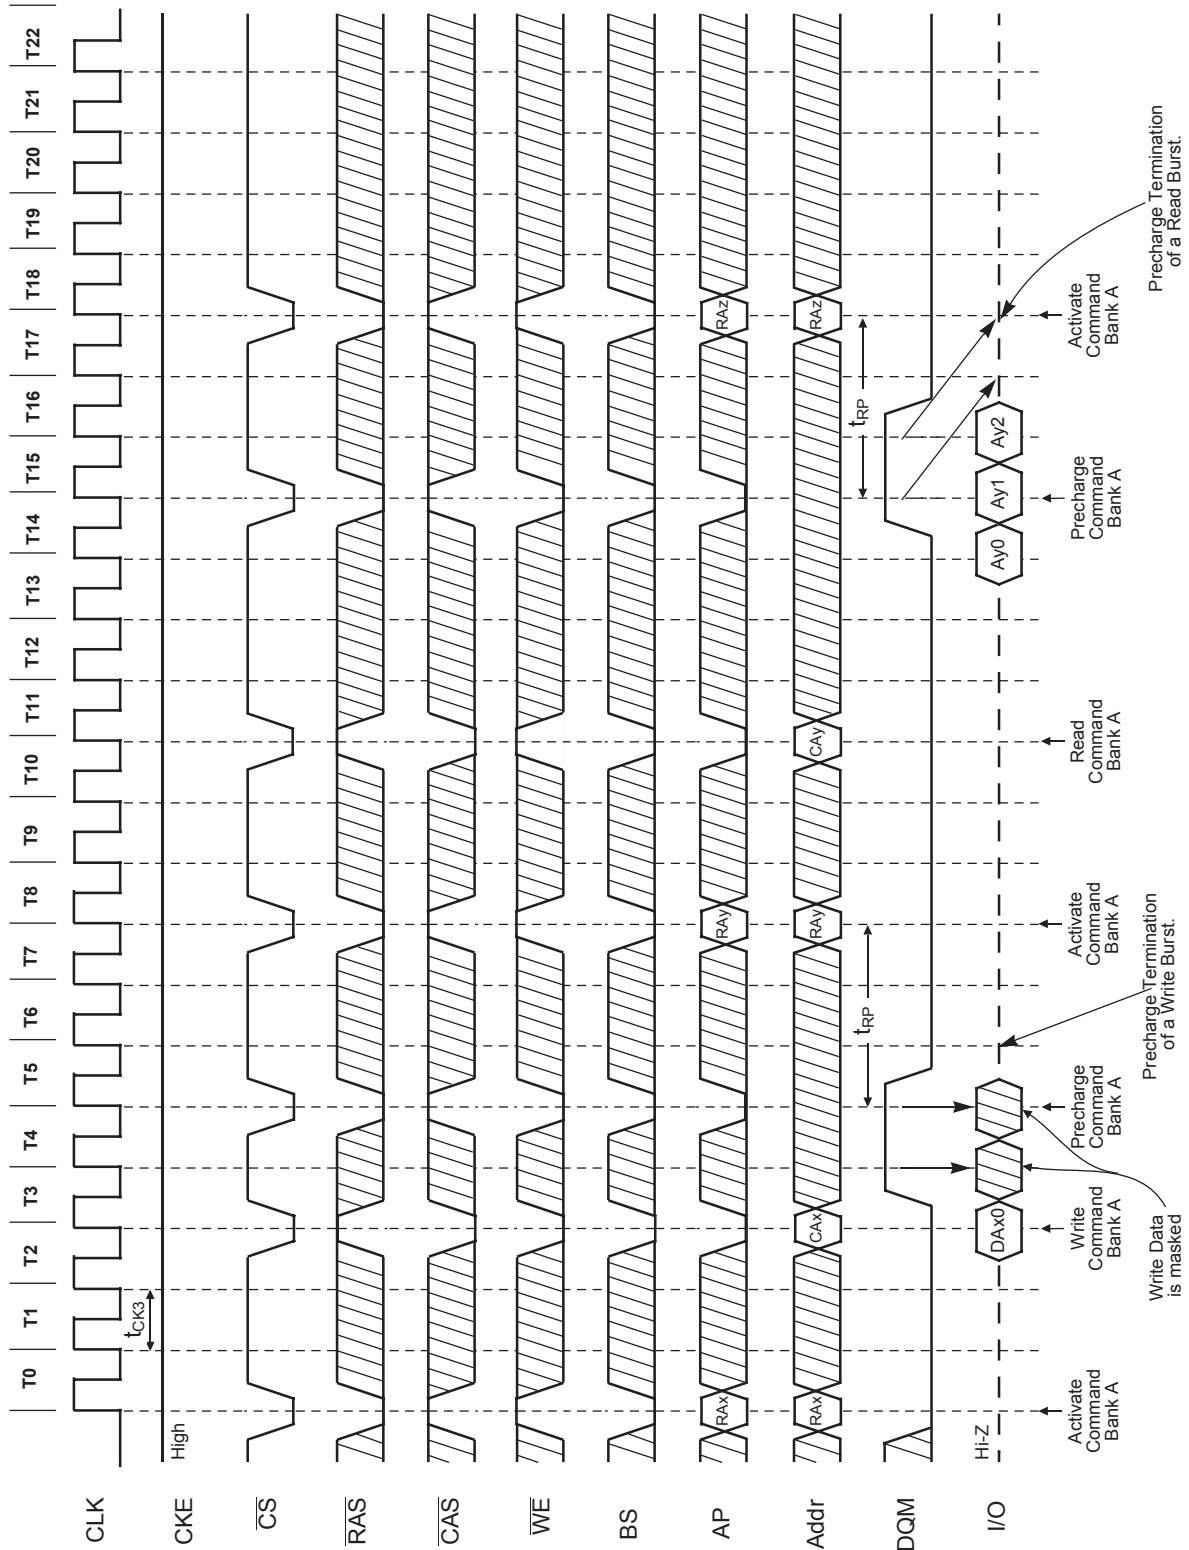 T0 T1 T2 T3 T4 T5 T6 T7 T8 T9 T10 T11 T12 T13 T14 T15 T16 T17 T18 T19 T20 T21 T22
CLK
tCK3
CKE
High
CS
RAS
CAS
WE
BS
AP
RAx
RAy
RAz
Addr
RAx
CAx
RAy
CAy
RAz
tRP
tRP
DQM
I/O
Hi-Z
DAx0
Ay0
Ay1
Ay2
Activate
Command
Bank A
Write
Command
Bank A
Precharge
Command
Bank A
Activate
Command
Bank A
Read
Command
Bank A
Precharge
Command
Bank A
Activate
Command
Bank A
Write Data
is masked
Precharge Termination
of a Write Burst.
Precharge Termination
of a Read Burst.